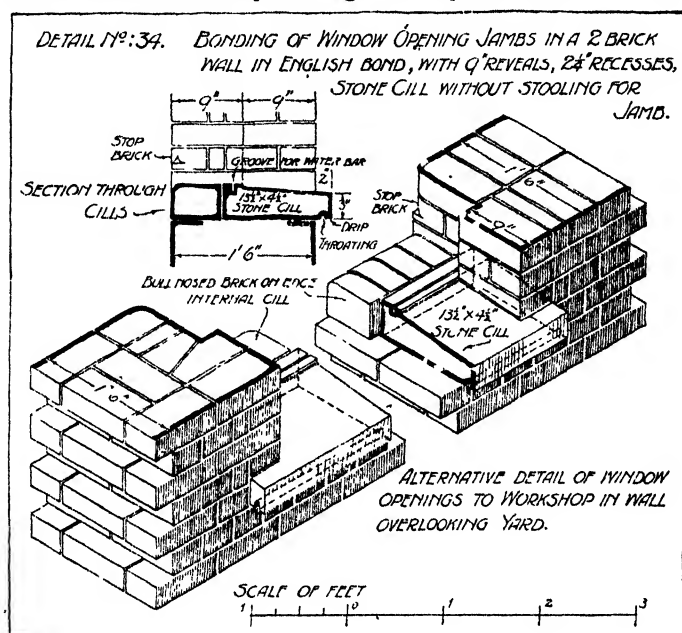 DETAIL Nº:34. BONDING OF WINDOW OPENING JAMBS IN A 2 BRICK
WALL IN ENGLISH BOND, WITH 9" REVEALS, 2¼" RECESSES,
STONE CILL WITHOUT STOOLING FOR
JAMB.
9" 9"
STOP
BRICK
GROOVE FOR WATER BAR
2"
SECTION THROUGH
CILLS
13½"×4½"
STONE CILL
3"
DRIP
THROATING
1'6"
STOP
BRICK
1' 6"
9"
BULLNOSED BRICK ON EDGE
INTERNAL CILL
13½"×4½"
STONE CILL
1' 6"
ALTERNATIVE DETAIL OF WINDOW
OPENINGS TO WORKSHOP IN WALL
OVERLOOKING YARD.
SCALE OF FEET
1 0 1 2 3